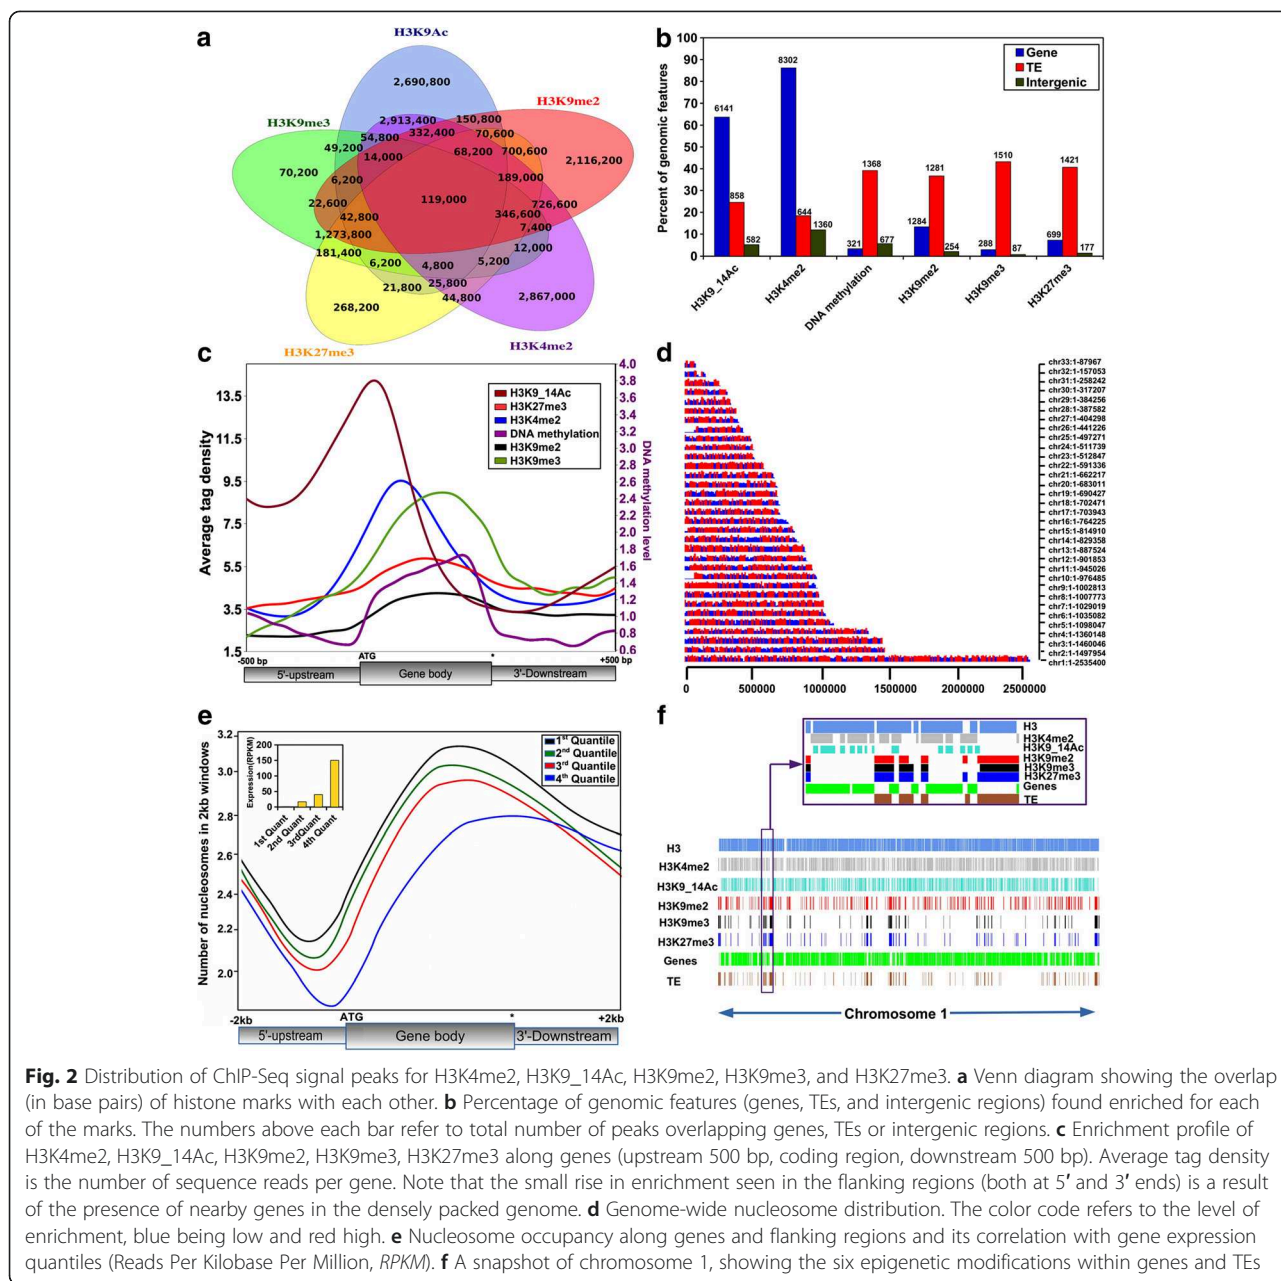 a
H3K9Ac
H3K9me2
H3K9me3
H3K27me3
H3K4me2
2,690,800
2,913,400
150,800
54,800
332,400
70,600
49,200
14,000
68,200
700,600
2,116,200
70,200
6,200
189,000
22,600
119,000
726,600
42,800
346,600
7,400
1,273,800
12,000
181,400
6,200
4,800
5,200
21,800
25,800
44,800
2,867,000
268,200
b
Percent of genomic features
100
90
80
70
60
50
40
30
20
10
0
Gene
TE
Intergenic
6141
858
582
8302
644
1360
321
1368
677
1284
1281
254
288
1510
87
699
1421
177
H3K9_14Ac
H3K4me2
DNA methylation
H3K9me2
H3K9me3
H3K27me3
c
Average tag density
13.5
11.5
9.5
7.5
5.5
3.5
1.5
H3K9_14Ac
H3K27me3
H3K4me2
DNA methylation
H3K9me2
H3K9me3
4.0
3.8
3.6
3.4
3.2
3.0
2.8
2.6
2.4
2.2
2.0
1.8
1.6
1.4
1.2
1.0
0.8
0.6
DNA methylation level
-500 bp
ATG
*
+500 bp
5'-upstream
Gene body
3'-Downstream
d
chr33:1-87967
chr32:1-157053
chr31:1-258242
chr30:1-317207
chr29:1-384256
chr28:1-387582
chr27:1-404298
chr26:1-441226
chr25:1-497271
chr24:1-511739
chr23:1-512847
chr22:1-591336
chr21:1-662217
chr20:1-683011
chr19:1-690427
chr18:1-702471
chr17:1-703943
chr16:1-764225
chr15:1-814910
chr14:1-829358
chr13:1-887524
chr12:1-901853
chr11:1-945026
chr10:1-976485
chr9:1-1002813
chr8:1-1007773
chr7:1-1029019
chr6:1-1035082
chr5:1-1098047
chr4:1-1360148
chr3:1-1460046
chr2:1-1497954
chr1:1-2535400
0
500000
1000000
1500000
2000000
2500000
e
Number of nucleosomes in 2kb windows
3.2
3.0
2.8
2.6
2.4
2.2
2.0
Expression(RPKM)
200
150
100
50
0
1st Quant
2nd Quant
3rdQuant
4th Quant
1st Quantile
2nd Quantile
3rd Quantile
4th Quantile
-2kb
ATG
*
+2kb
5'-upstream
Gene body
3'-Downstream
f
H3
H3K4me2
H3K9_14Ac
H3K9me2
H3K9me3
H3K27me3
Genes
TE
H3
H3K4me2
H3K9_14Ac
H3K9me2
H3K9me3
H3K27me3
Genes
TE
Chromosome 1
Fig. 2 Distribution of ChIP-Seq signal peaks for H3K4me2, H3K9_14Ac, H3K9me2, H3K9me3, and H3K27me3. a Venn diagram showing the overlap
(in base pairs) of histone marks with each other. b Percentage of genomic features (genes, TEs, and intergenic regions) found enriched for each
of the marks. The numbers above each bar refer to total number of peaks overlapping genes, TEs or intergenic regions. c Enrichment profile of
H3K4me2, H3K9_14Ac, H3K9me2, H3K9me3, H3K27me3 along genes (upstream 500 bp, coding region, downstream 500 bp). Average tag density
is the number of sequence reads per gene. Note that the small rise in enrichment seen in the flanking regions (both at 5′ and 3′ ends) is a result
of the presence of nearby genes in the densely packed genome. d Genome-wide nucleosome distribution. The color code refers to the level of
enrichment, blue being low and red high. e Nucleosome occupancy along genes and flanking regions and its correlation with gene expression
quantiles (Reads Per Kilobase Per Million, RPKM). f A snapshot of chromosome 1, showing the six epigenetic modifications within genes and TEs